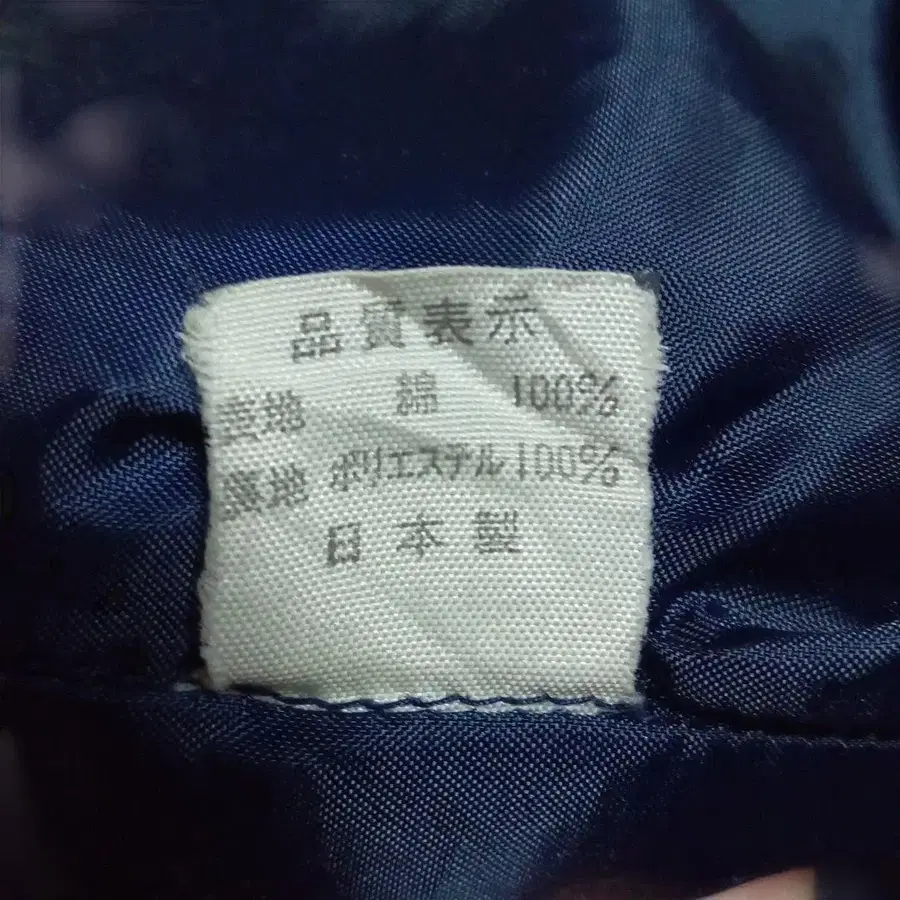 品質表示
表地 綿 100%
裏地 ポリエステル 100%
日本製